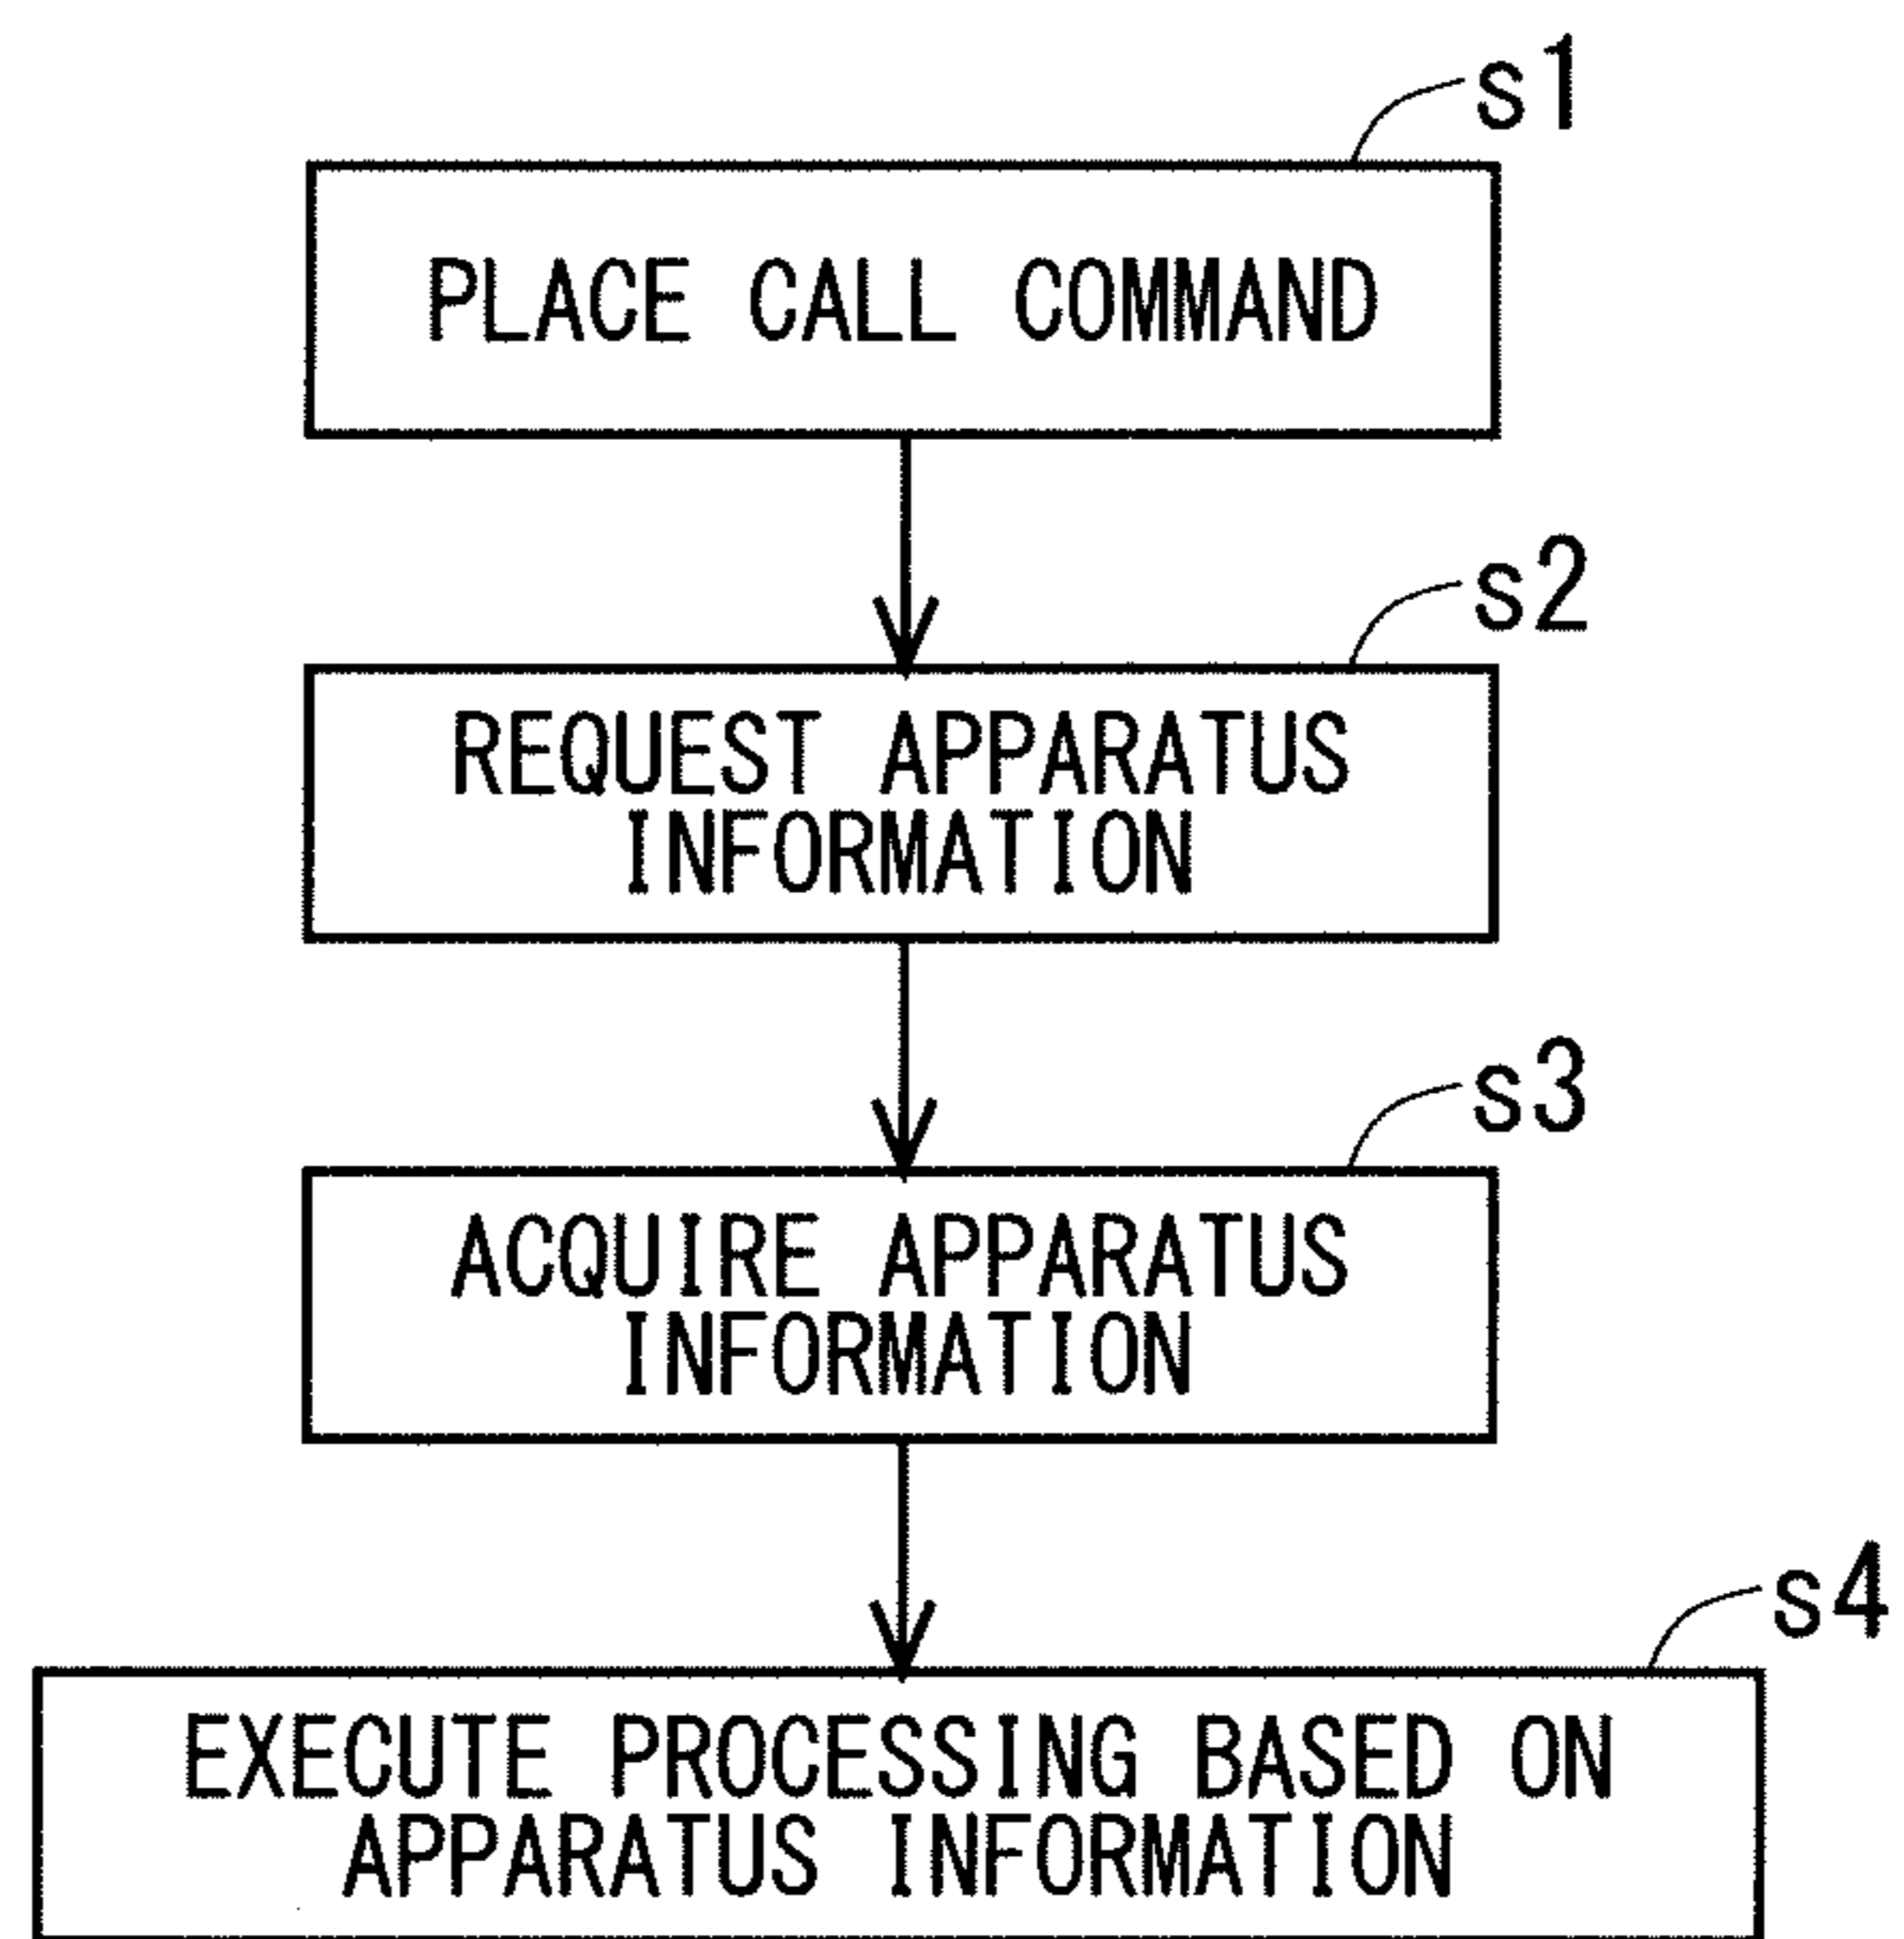 s1
PLACE CALL COMMAND
s2
REQUEST APPARATUS
INFORMATION
s3
ACQUIRE APPARATUS
INFORMATION
s4
EXECUTE PROCESSING BASED ON
APPARATUS INFORMATION